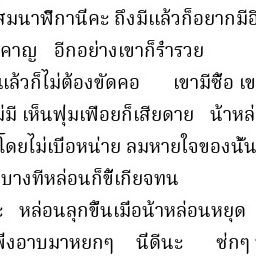 สมนาฬิกานีคะ ถึงมีแล้วก็อยากมีอี
คาญ อีกอย่างเขาก็ร่ำรวย
แล้วก็ไม่ต้องขัดคอ เขามีชื่อ เข
ม่มี เห็นฟุมเฟือยก็เสียดาย น้าหล่
โดยไม่เบื่อหน่าย ลมหายใจของนั้น
บางทีหล่อนก็ขี้เกียจทน
ะ หล่อนลุกขึ้นเมื่อน้าหล่อนหยุด
พึ่งอาบมาหยกๆ นี่ดีนะ ซ่กๆ